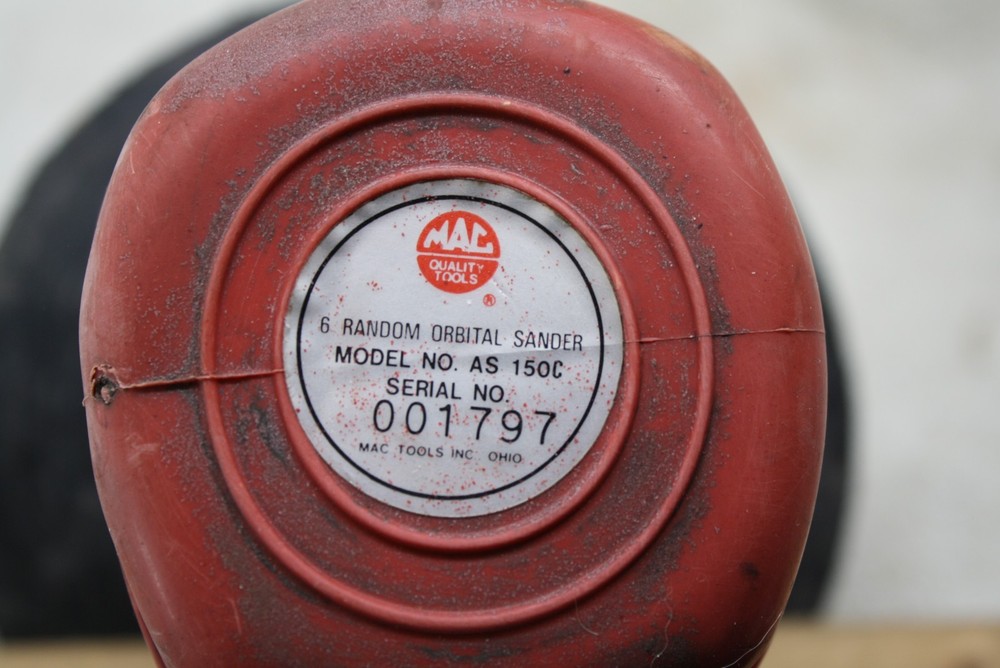 MAC
QUALITY
TOOLS
®
6 RANDOM ORBITAL SANDER
MODEL NO. AS 150C
SERIAL NO.
001797
MAC TOOLS INC. OHIO